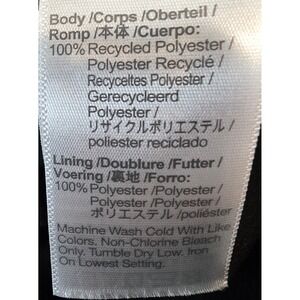 Body /Corps /Oberteil /
Romp /本体 /Cuerpo:
100% Recycled Polyester /
Polyester Recyclé /
Recyceltes Polyester /
Gerecycleerd
Polyester /
リサイクルポリエステル /
poliester reciclado
Lining /Doublure /Futter /
Voering /裏地 /Forro:
100% Polyester /Polyester /
Polyester /Polyester /
ポリエステル /poliéster
Machine Wash Cold With Like
Colors. Non-Chlorine Bleach
Only. Tumble Dry Low. Iron
On Lowest Setting.